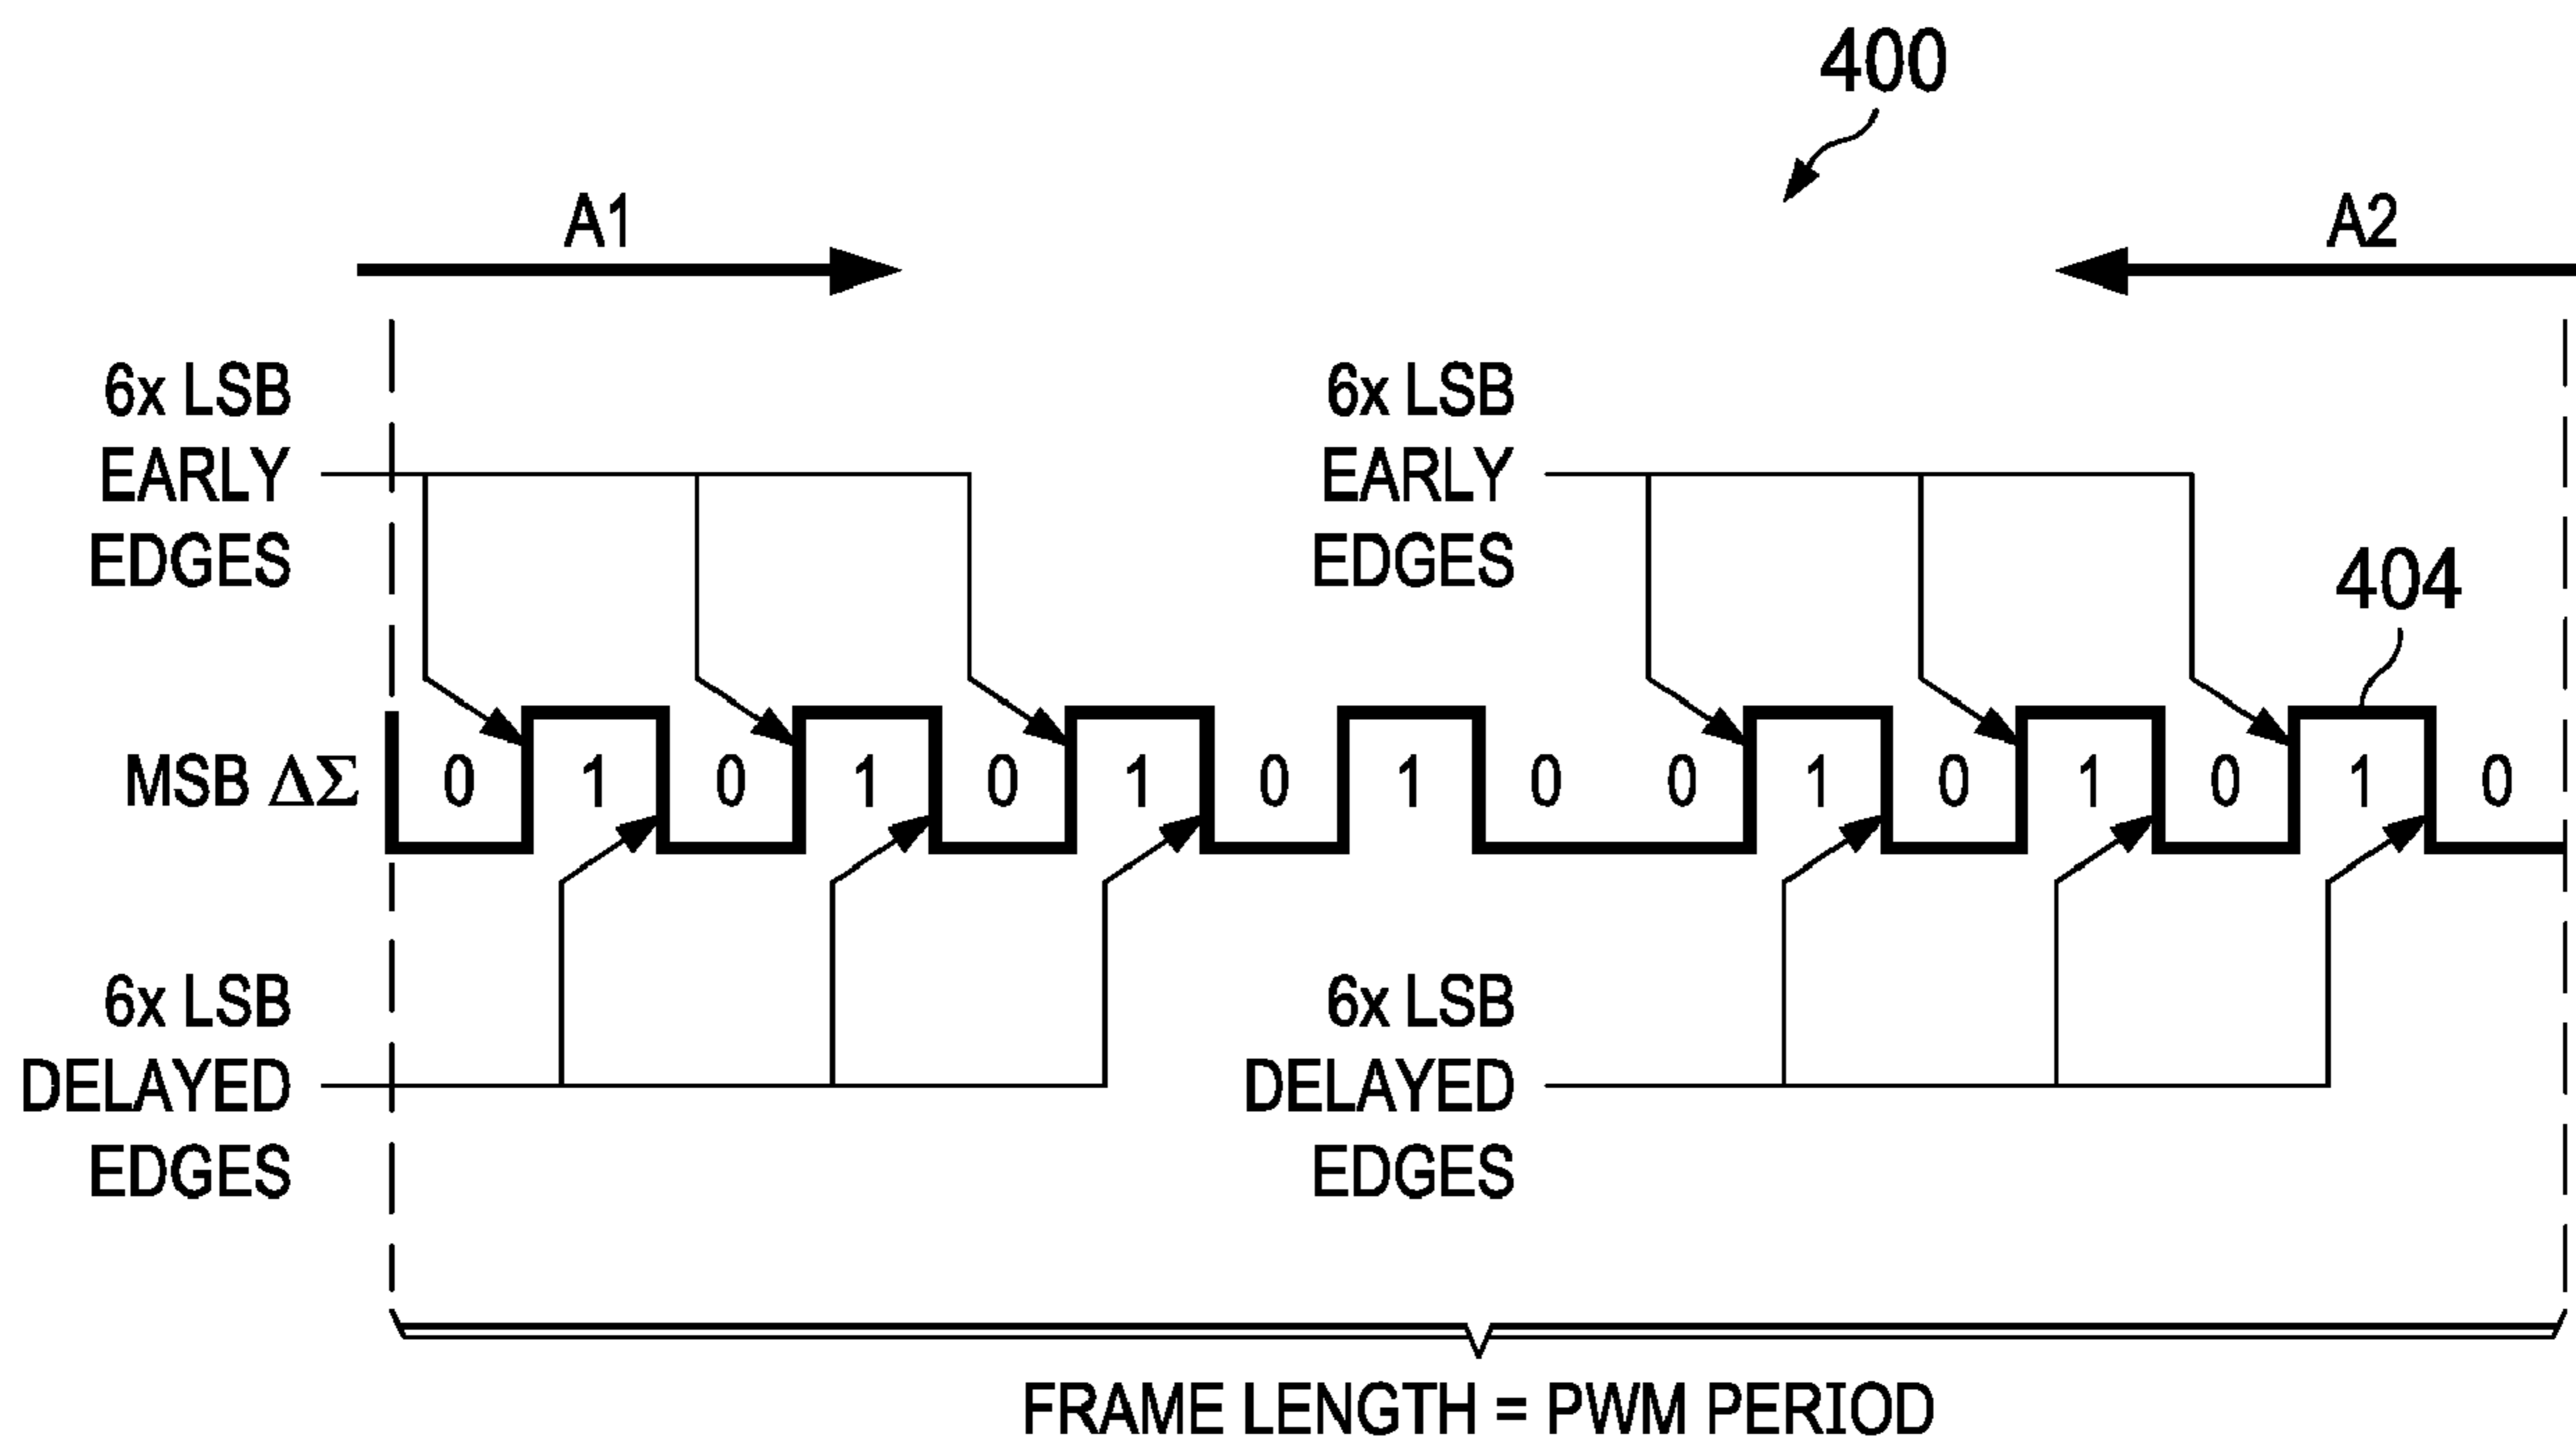 400
A1
A2
6x LSB
EARLY
EDGES
6x LSB
EARLY
EDGES
404
MSB ΔΣ 0 1 0 1 0 1 0 1 0 0 1 0 1 0 1 0
6x LSB
DELAYED
EDGES
6x LSB
DELAYED
EDGES
FRAME LENGTH = PWM PERIOD